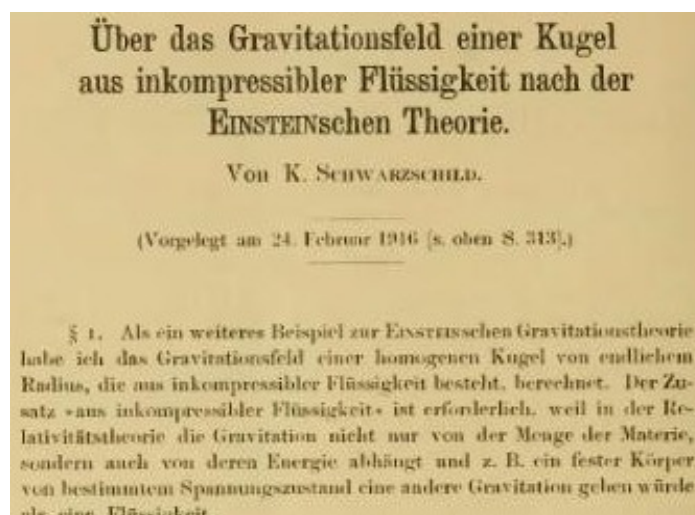 Über das Gravitationsfeld einer Kugel
aus inkompressibler Flüssigkeit nach der
EINSTEINschen Theorie.
Von K. SCHWARZSCHILD.
(Vorgelegt am 24. Februar 1916 [s. oben S. 313].)
§ 1. Als ein weiteres Beispiel zur EINSTEINschen Gravitationstheorie
habe ich das Gravitationsfeld einer homogenen Kugel von endlichem
Radius, die aus inkompressibler Flüssigkeit besteht, berechnet. Der Zu-
satz »aus inkompressibler Flüssigkeit« ist erforderlich, weil in der Re-
lativitätstheorie die Gravitation nicht nur von der Menge der Materie,
sondern auch von deren Energie abhängt und z. B. ein fester Körper
von bestimmtem Spannungszustand eine andere Gravitation geben würde
als eine Flüssigkeit